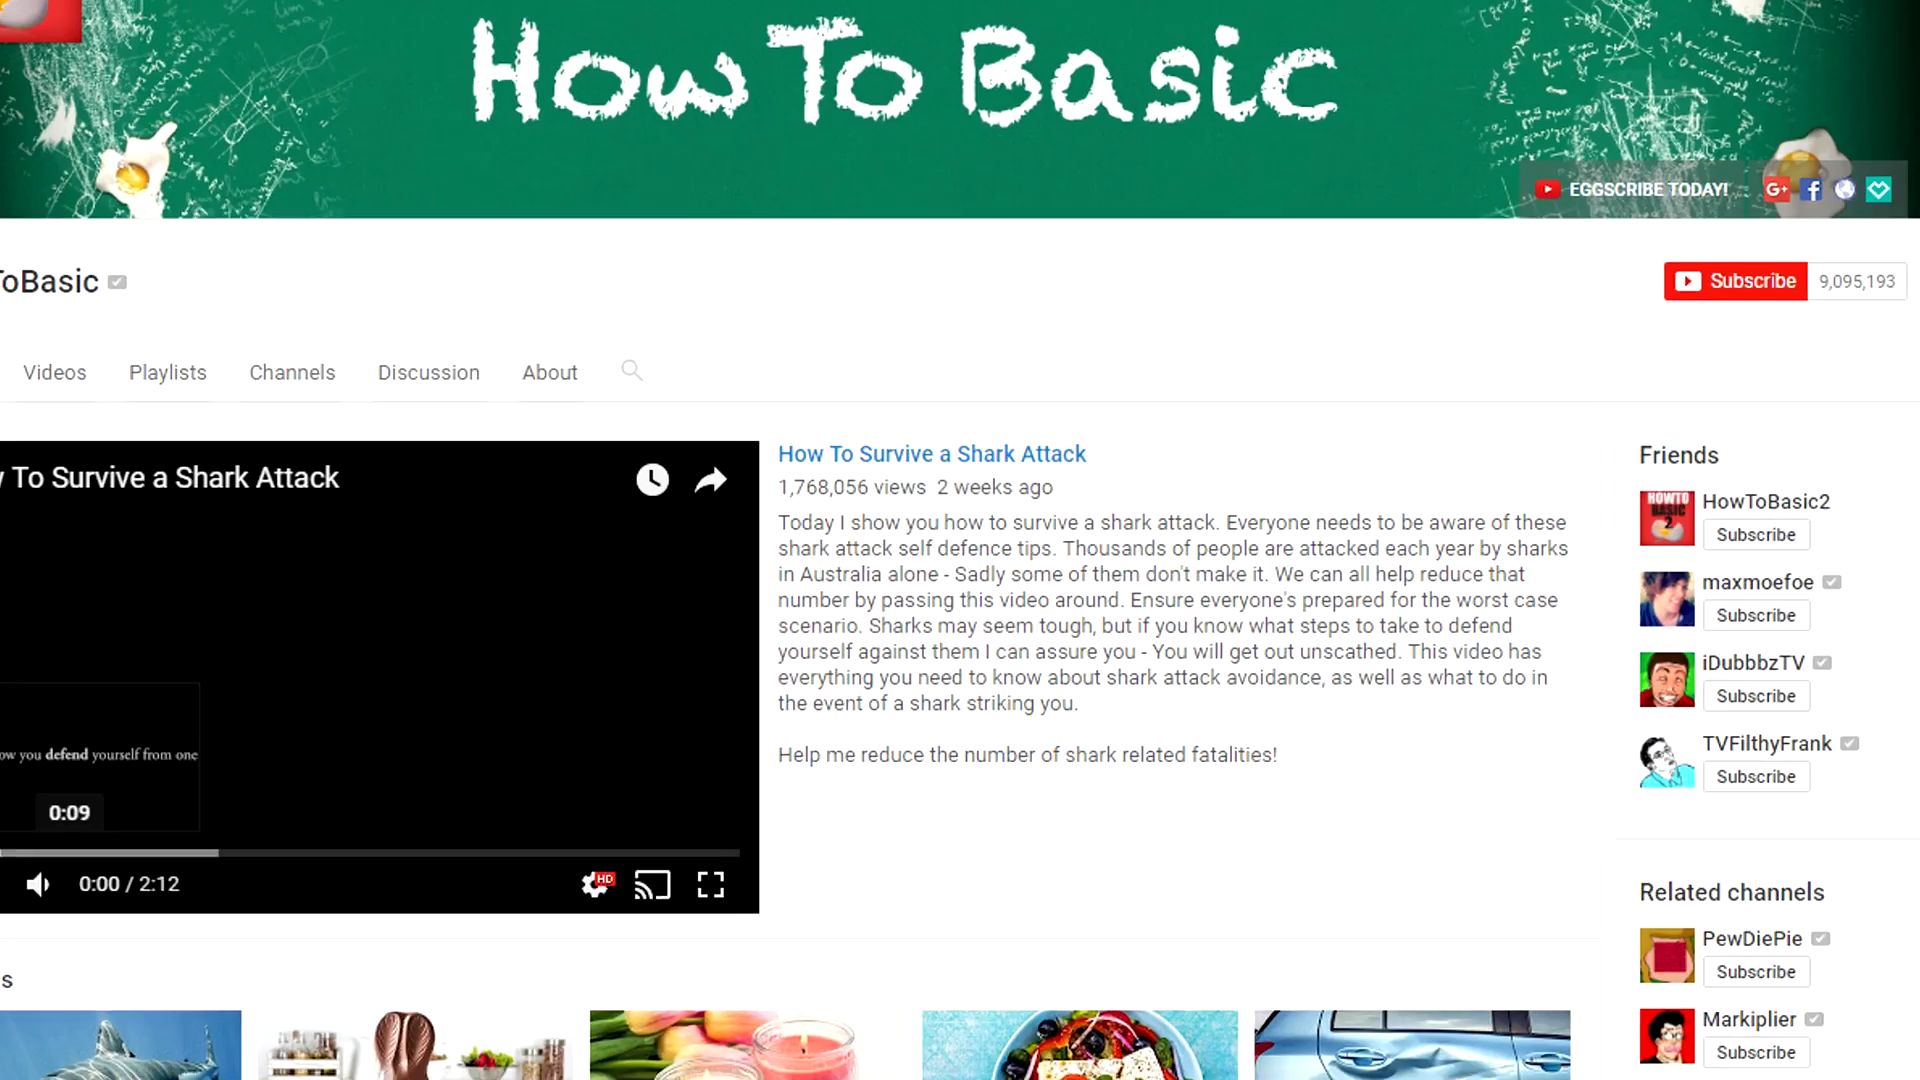 How To Basic
EGGSCRIBE TODAY!
ToBasic
Subscribe 9,095,193
Videos Playlists Channels Discussion About
To Survive a Shark Attack
ow you defend yourself from one
0:09
0:00 / 2:12
HD
How To Survive a Shark Attack
1,768,056 views 2 weeks ago
Today I show you how to survive a shark attack. Everyone needs to be aware of these
shark attack self defence tips. Thousands of people are attacked each year by sharks
in Australia alone - Sadly some of them don't make it. We can all help reduce that
number by passing this video around. Ensure everyone's prepared for the worst case
scenario. Sharks may seem tough, but if you know what steps to take to defend
yourself against them I can assure you - You will get out unscathed. This video has
everything you need to know about shark attack avoidance, as well as what to do in
the event of a shark striking you.
Help me reduce the number of shark related fatalities!
Friends
HOWTO
BASIC
2
HowToBasic2
Subscribe
maxmoefoe
Subscribe
iDubbbzTV
Subscribe
TVFilthyFrank
Subscribe
Related channels
PewDiePie
Subscribe
Markiplier
Subscribe
s